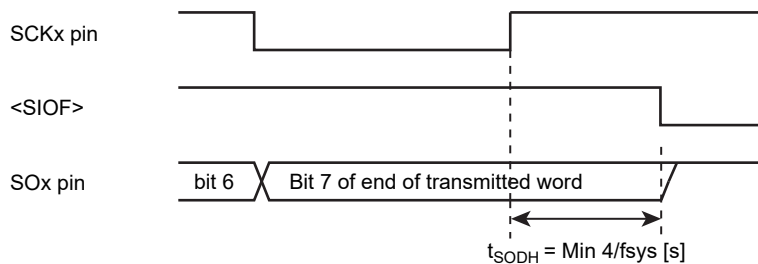 SCKx pin
<SIOF>
SOx pin
bit 6
Bit 7 of end of transmitted word
tSODH = Min 4/fsys [s]